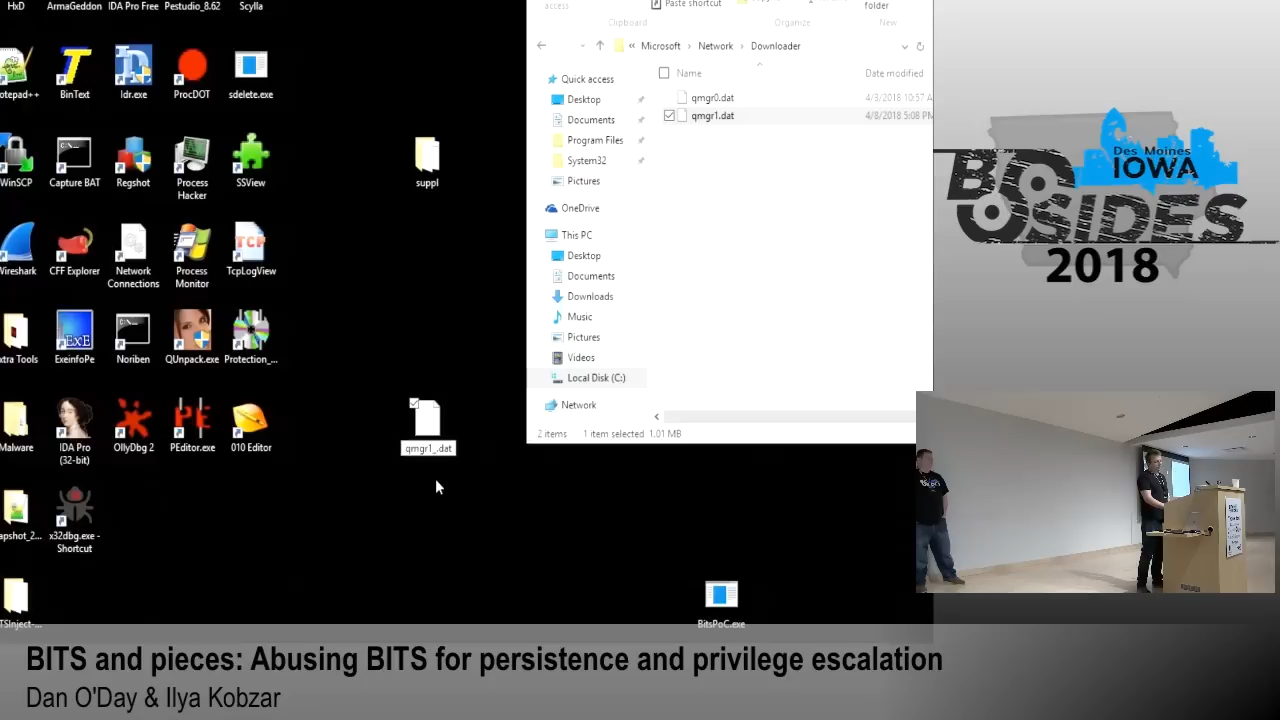 HxD ArmaGeddon IDA Pro Free Pestudio_8.62 Scylla
otepad++ BinText Idr.exe ProcDOT sdelete.exe
WinSCP Capture BAT Regshot Process Hacker SSView
suppl
Wireshark CFF Explorer Network Connections Process Monitor TcpLogView
xtra Tools ExeinfoPe Noriben QUnpack.exe Protection_...
Malware IDA Pro (32-bit) OllyDbg 2 PEditor.exe 010 Editor
qmgr1_.dat
apshot_2... x32dbg.exe - Shortcut
TSInject-...
BitsPoC.exe
access
Paste shortcut
folder
Clipboard Organize New
« Microsoft › Network › Downloader
Name Date modified
qmgr0.dat 4/3/2018 10:57 A
qmgr1.dat 4/8/2018 5:08 PM
Quick access
Desktop
Documents
Program Files
System32
Pictures
OneDrive
This PC
Desktop
Documents
Downloads
Music
Pictures
Videos
Local Disk (C:)
Network
2 items 1 item selected 1.01 MB
Des Moines
IOWA
BSIDES
2018
BITS and pieces: Abusing BITS for persistence and privilege escalation
Dan O'Day & Ilya Kobzar